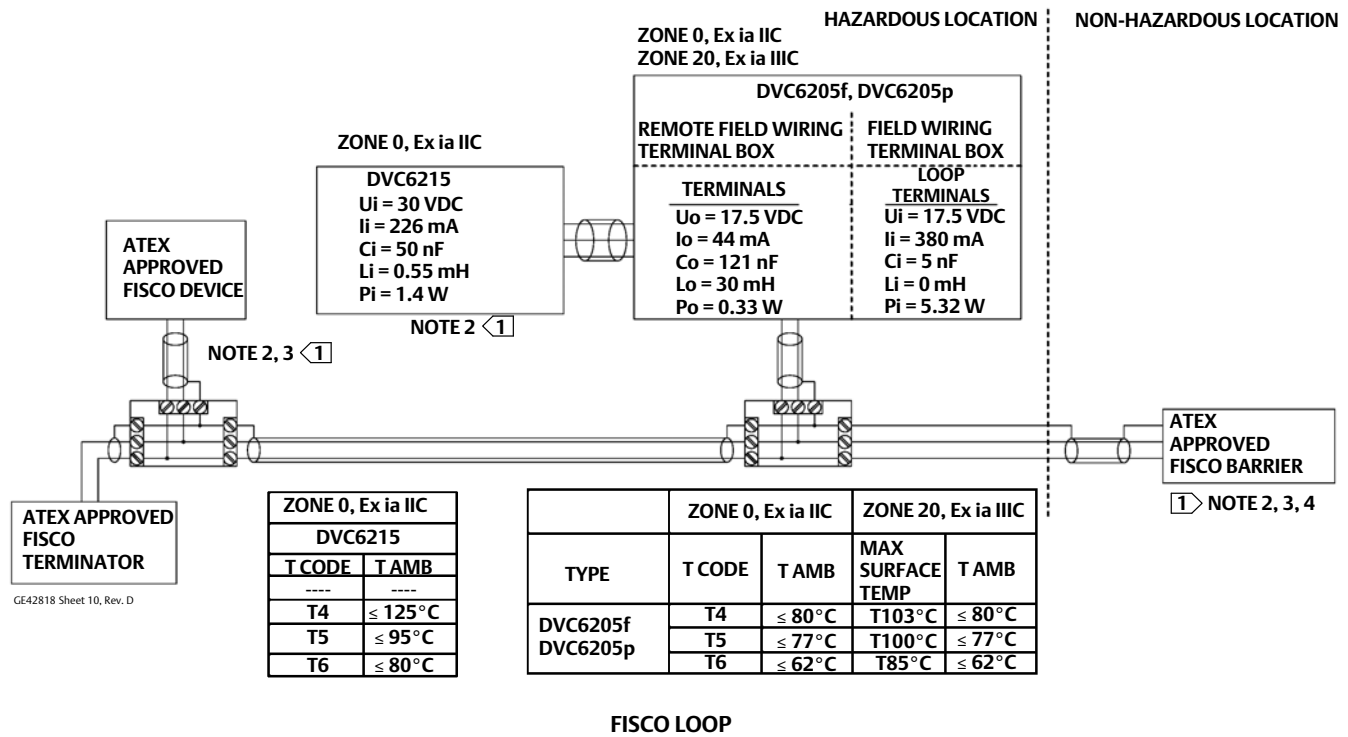 HAZARDOUS LOCATION
NON-HAZARDOUS LOCATION
ZONE 0, Ex ia IIC
ZONE 20, Ex ia IIIC
DVC6205f, DVC6205p
REMOTE FIELD WIRING
TERMINAL BOX
FIELD WIRING
TERMINAL BOX
TERMINALS
Uo = 17.5 VDC
Io = 44 mA
Co = 121 nF
Lo = 30 mH
Po = 0.33 W
LOOP
TERMINALS
Ui = 17.5 VDC
Ii = 380 mA
Ci = 5 nF
Li = 0 mH
Pi = 5.32 W
ZONE 0, Ex ia IIC
DVC6215
Ui = 30 VDC
Ii = 226 mA
Ci = 50 nF
Li = 0.55 mH
Pi = 1.4 W
NOTE 2 1
ATEX
APPROVED
FISCO DEVICE
NOTE 2, 3 1
ATEX
APPROVED
FISCO BARRIER
1 NOTE 2, 3, 4
ATEX APPROVED
FISCO
TERMINATOR
GE42818 Sheet 10, Rev. D
ZONE 0, Ex ia IIC
DVC6215
T CODE T AMB
---- ----
T4 ≤ 125°C
T5 ≤ 95°C
T6 ≤ 80°C
ZONE 0, Ex ia IIC ZONE 20, Ex ia IIIC
TYPE T CODE T AMB
MAX
SURFACE
TEMP
T AMB
DVC6205f
DVC6205p
T4 ≤ 80°C T103°C ≤ 80°C
T5 ≤ 77°C T100°C ≤ 77°C
T6 ≤ 62°C T85°C ≤ 62°C
FISCO LOOP